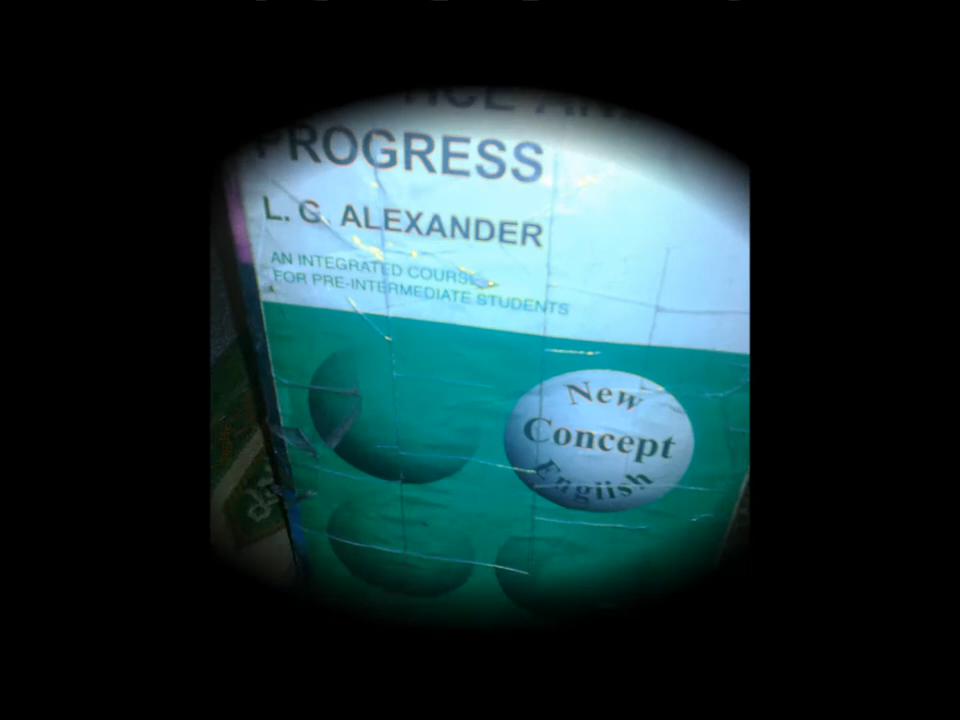 PROGRESS
L. G. ALEXANDER
AN INTEGRATED COURSE
FOR PRE-INTERMEDIATE STUDENTS
New
Concept
English